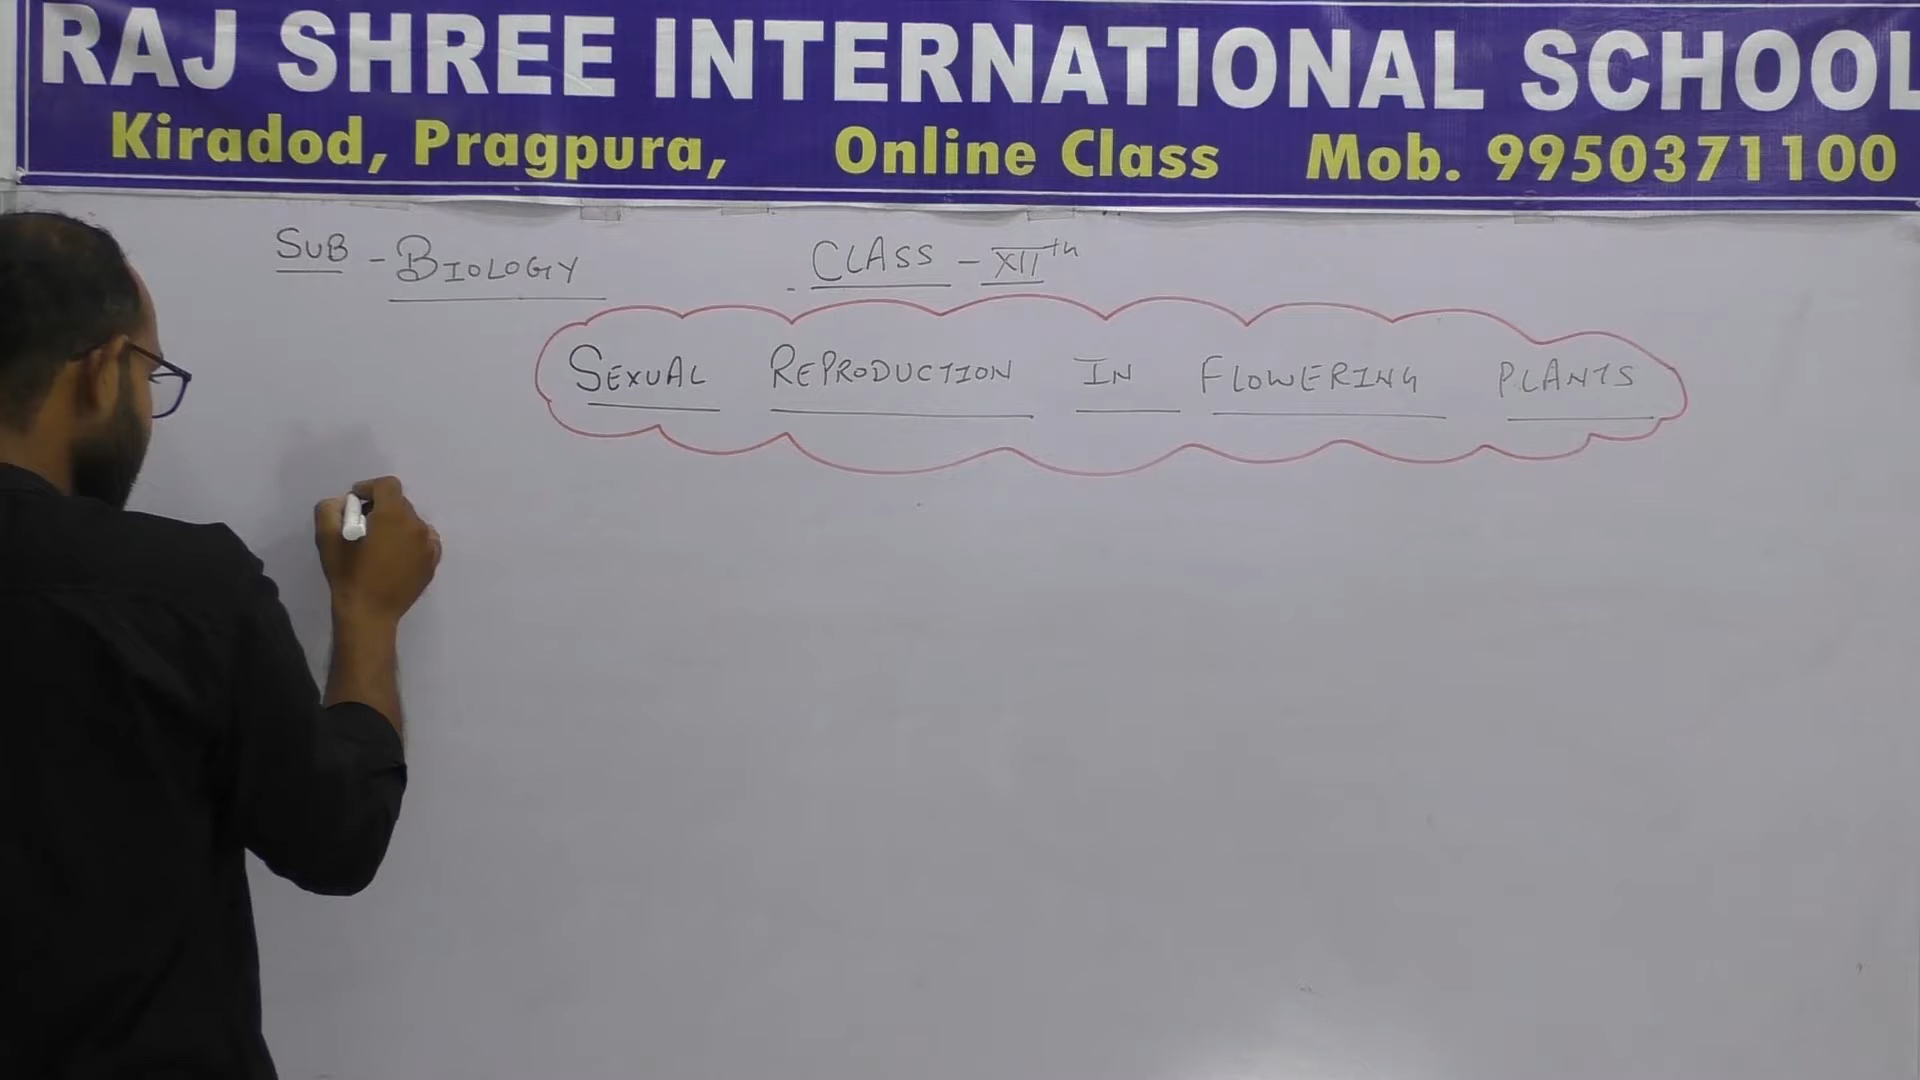 RAJ SHREE INTERNATIONAL SCHOOL
Kiradod, Pragpura, Online Class Mob. 9950371100
SUB - BIOLOGY CLASS - XIIth
SEXUAL REPRODUCTION IN FLOWERING PLANTS